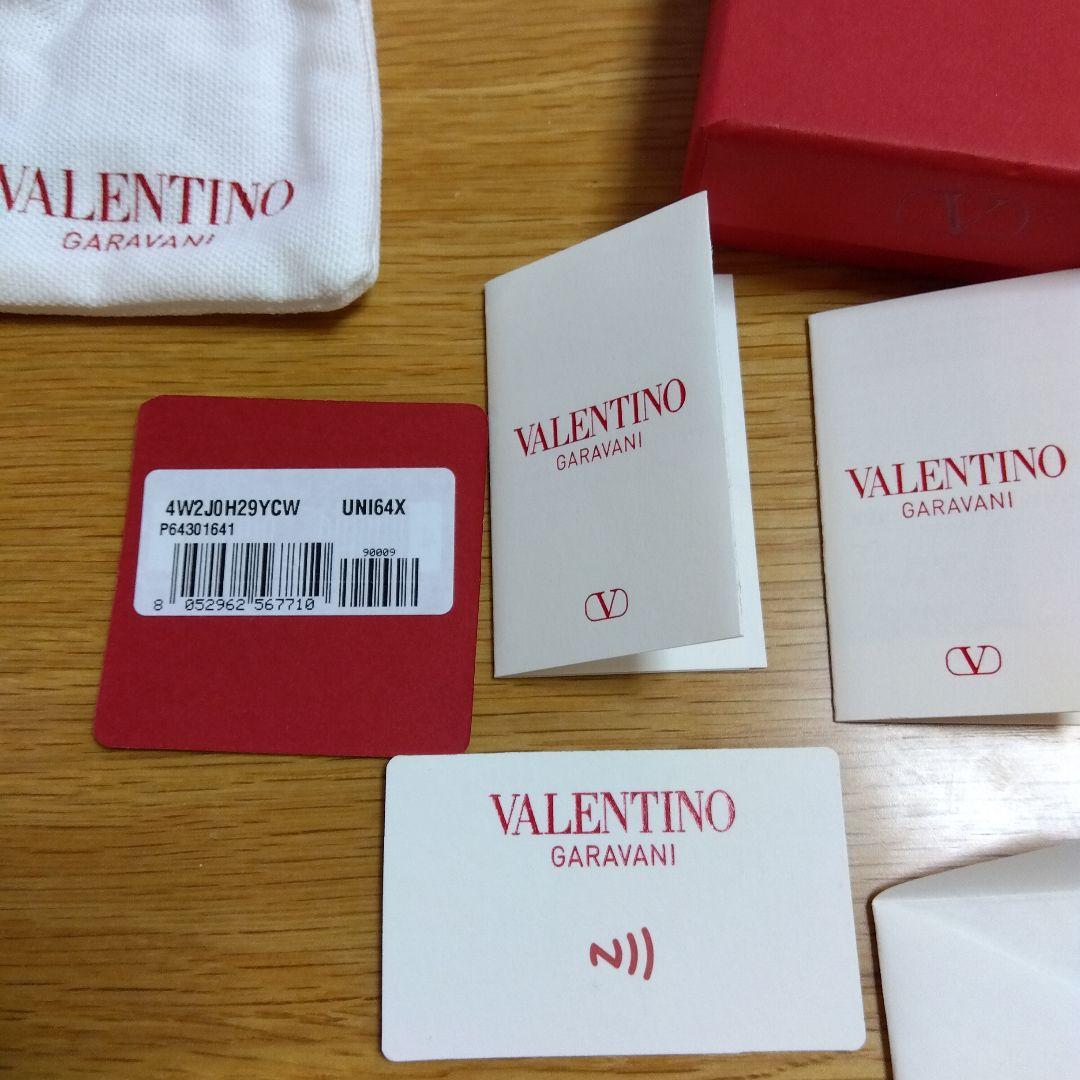 VALENTINO
GARAVANI
VALENTINO
GARAVANI
V
VALENTINO
GARAVANI
V
4W2J0H29YCW UNI64X
P64301641
90009
8 052962 567710
VALENTINO
GARAVANI
N